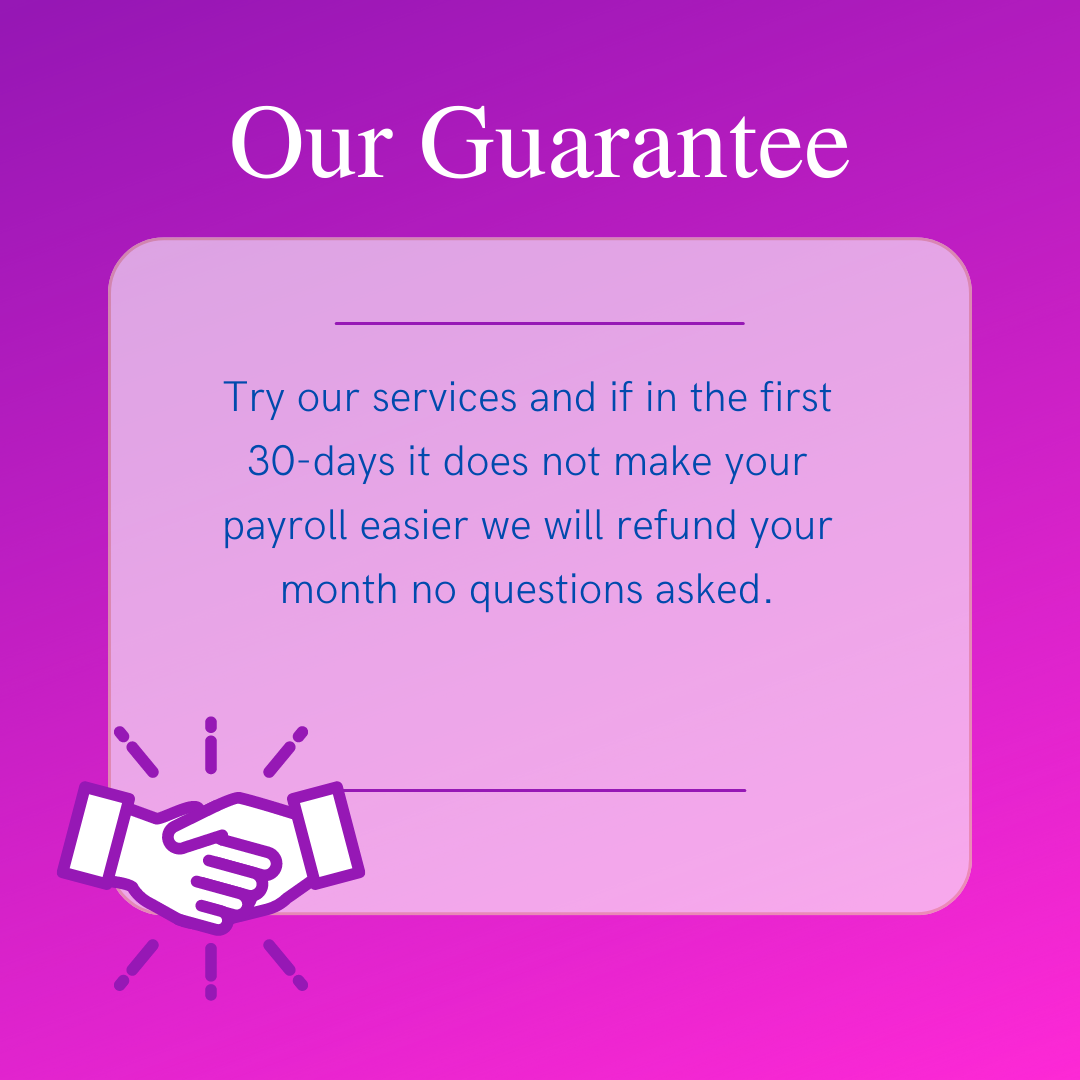 Our Guarantee
Try our services and if in the first
30-days it does not make your
payroll easier we will refund your
month no questions asked.